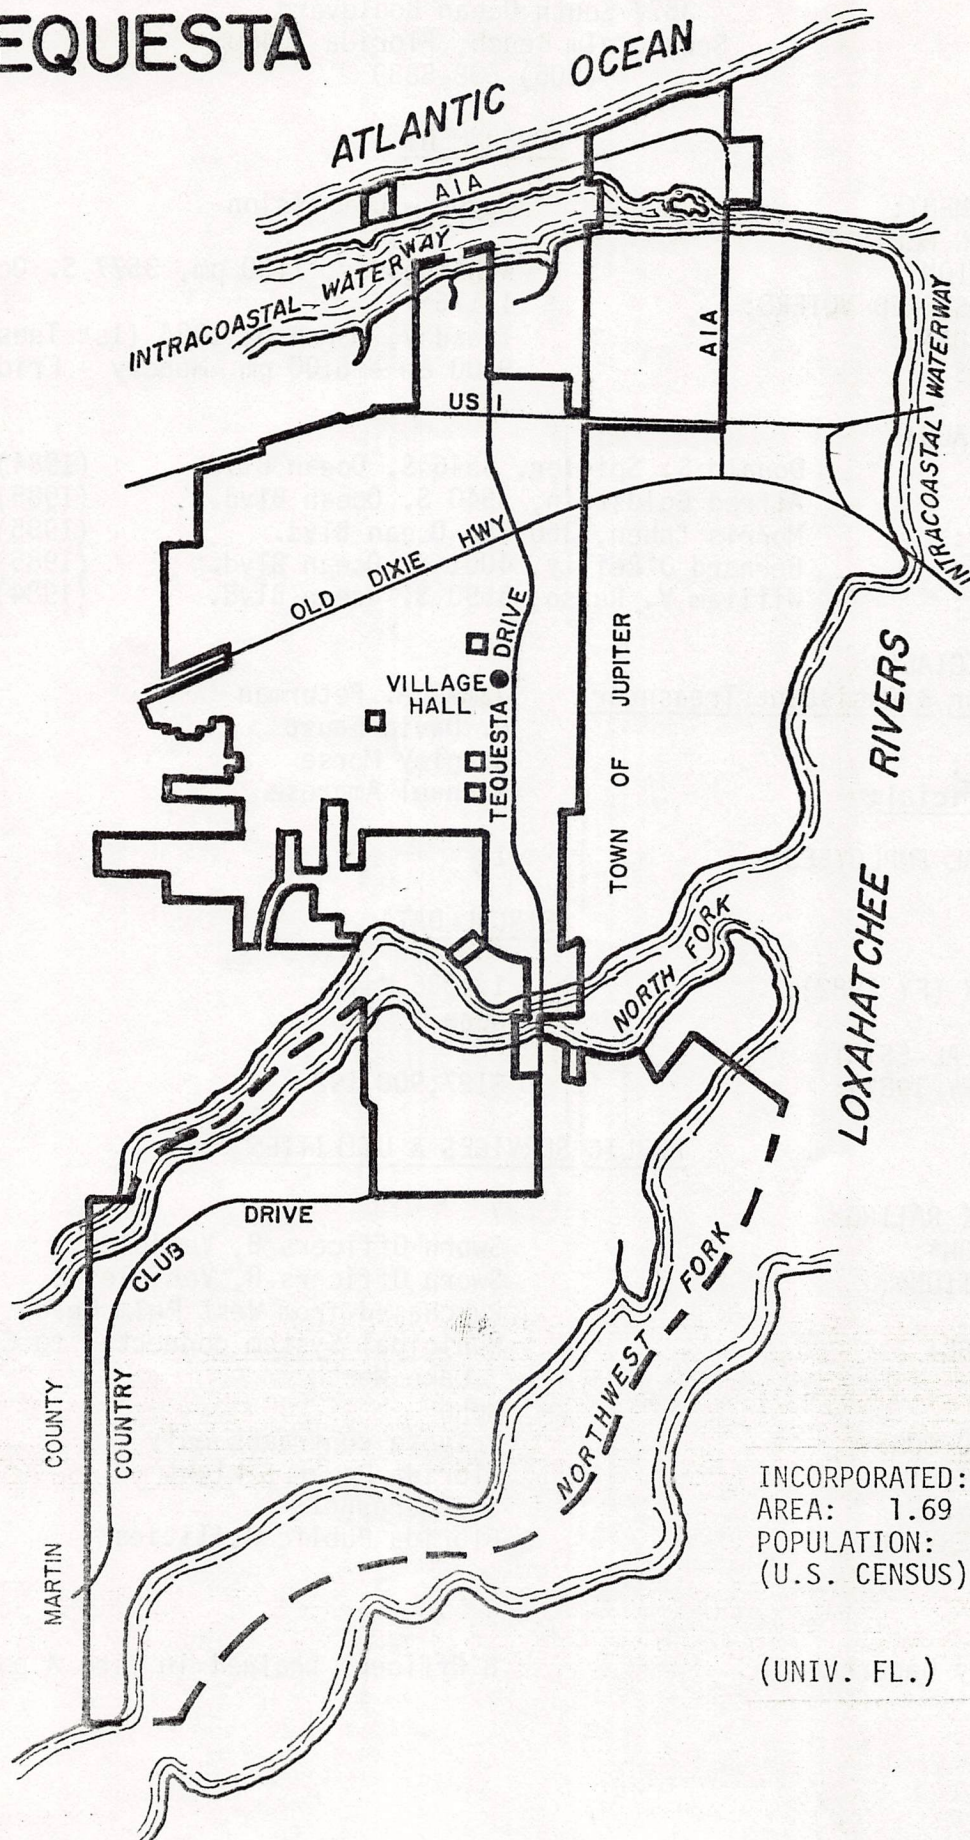 EQUESTA
ATLANTIC OCEAN
A1A
INTRACOASTAL WATERWAY
A1A
INTRACOASTAL WATERWAY
US 1
OLD DIXIE HWY
TEQUESTA DRIVE
VILLAGE
HALL
TOWN OF JUPITER
LOXAHATCHEE RIVERS
NORTH FORK
COUNTRY CLUB DRIVE
NORTHWEST FORK
MARTIN COUNTY
INCORPORATED:
AREA: 1.69
POPULATION:
(U.S. CENSUS)
(UNIV. FL.)